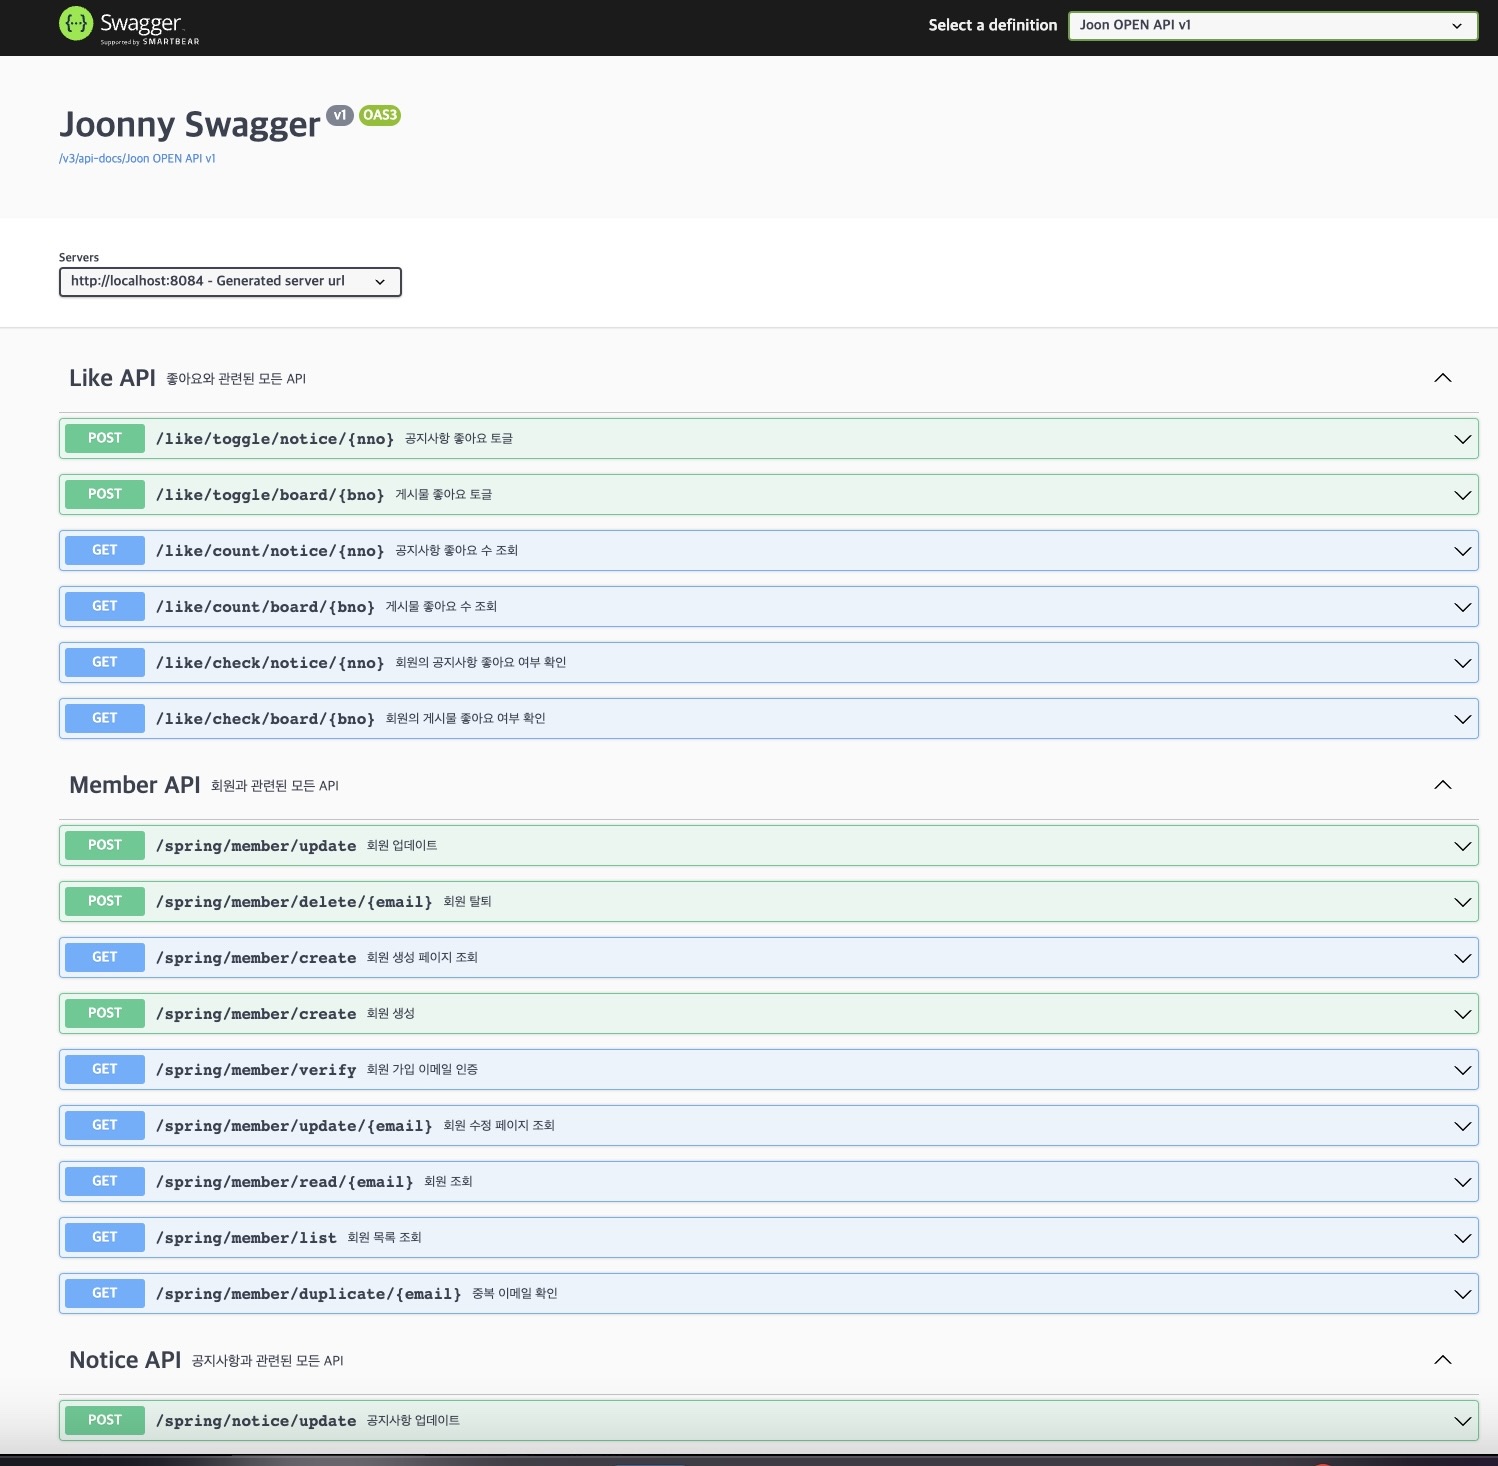 Swagger
Supported by SMARTBEAR
Select a definition
Joon OPEN API v1
Joonny Swagger v1 OAS3
/v3/api-docs/Joon OPEN API v1
Servers
http://localhost:8084 - Generated server url
Like API 좋아요와 관련된 모든 API
POST /like/toggle/notice/{nno} 공지사항 좋아요 토글
POST /like/toggle/board/{bno} 게시물 좋아요 토글
GET /like/count/notice/{nno} 공지사항 좋아요 수 조회
GET /like/count/board/{bno} 게시물 좋아요 수 조회
GET /like/check/notice/{nno} 회원의 공지사항 좋아요 여부 확인
GET /like/check/board/{bno} 회원의 게시물 좋아요 여부 확인
Member API 회원과 관련된 모든 API
POST /spring/member/update 회원 업데이트
POST /spring/member/delete/{email} 회원 탈퇴
GET /spring/member/create 회원 생성 페이지 조회
POST /spring/member/create 회원 생성
GET /spring/member/verify 회원 가입 이메일 인증
GET /spring/member/update/{email} 회원 수정 페이지 조회
GET /spring/member/read/{email} 회원 조회
GET /spring/member/list 회원 목록 조회
GET /spring/member/duplicate/{email} 중복 이메일 확인
Notice API 공지사항과 관련된 모든 API
POST /spring/notice/update 공지사항 업데이트